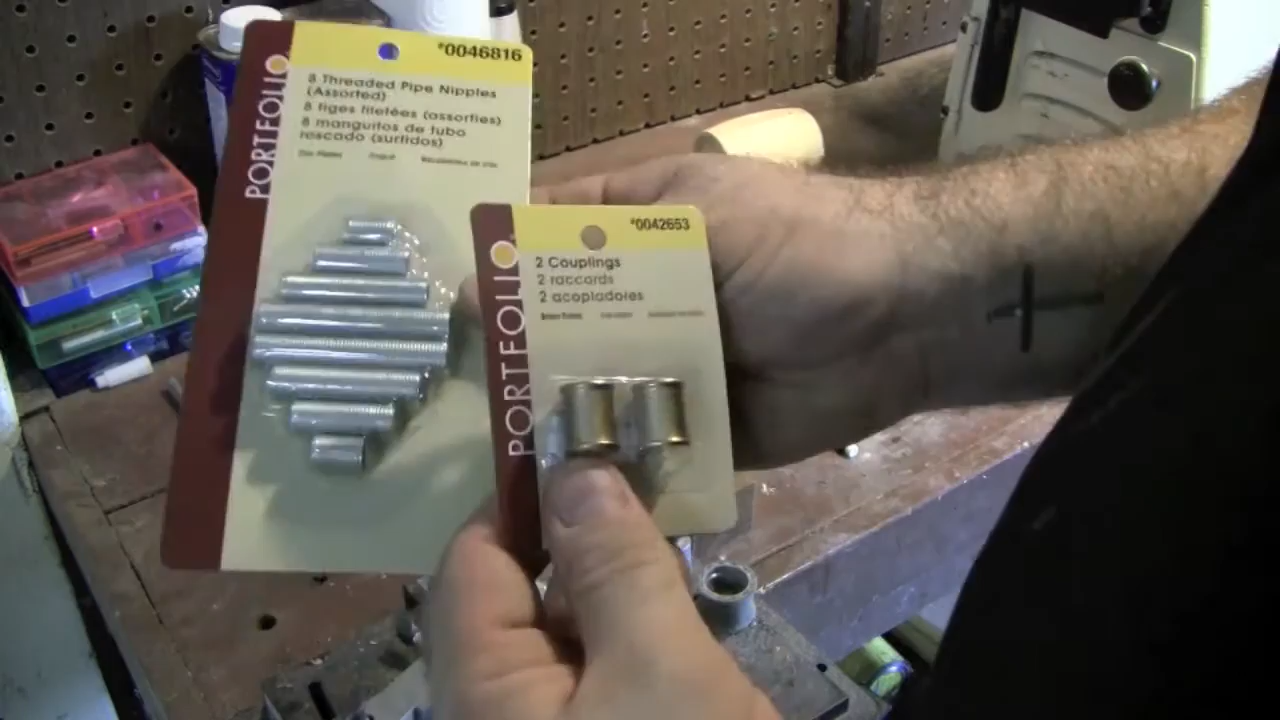 PORTFOLIO
*0046816
8 Threaded Pipe Nipples
(Assorted)
8 tiges filetées (assorties)
8 manguitos de tubo
roscado (surtidos)
PORTFOLIO
*0042653
2 Couplings
2 raccords
2 acopladores